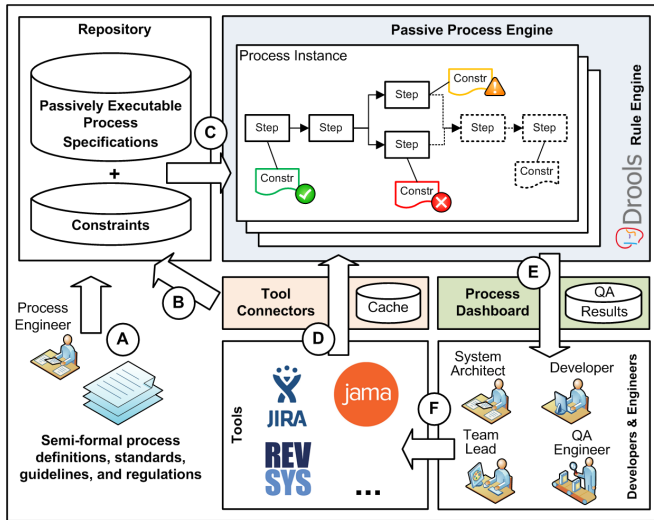 Repository
Passively Executable
Process
Specifications
+
Constraints
C
Passive Process Engine
Process Instance
Step
Step
Step
Step
Step
Step
Constr
Constr
Constr
Constr
Drools
Rule Engine
Process
Engineer
A
B
Semi-formal process
definitions, standards,
guidelines, and regulations
Tool
Connectors
Cache
D
Process
Dashboard
QA
Results
E
Tools
JIRA
jama
REV
SYS
...
F
System
Architect
Developer
Team
Lead
QA
Engineer
Developers & Engineers